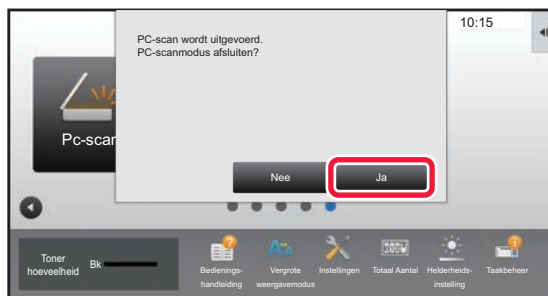 10:15
PC-scan wordt uitgevoerd.
PC-scanmodus afsluiten?
Pc-scan
Nee
Ja
Toner
hoeveelheid
Bk
Bedienings-
handleiding
Vergrote
weergavemodus
Instellingen
Totaal Aantal
Helderheids-
instelling
Taakbeheer